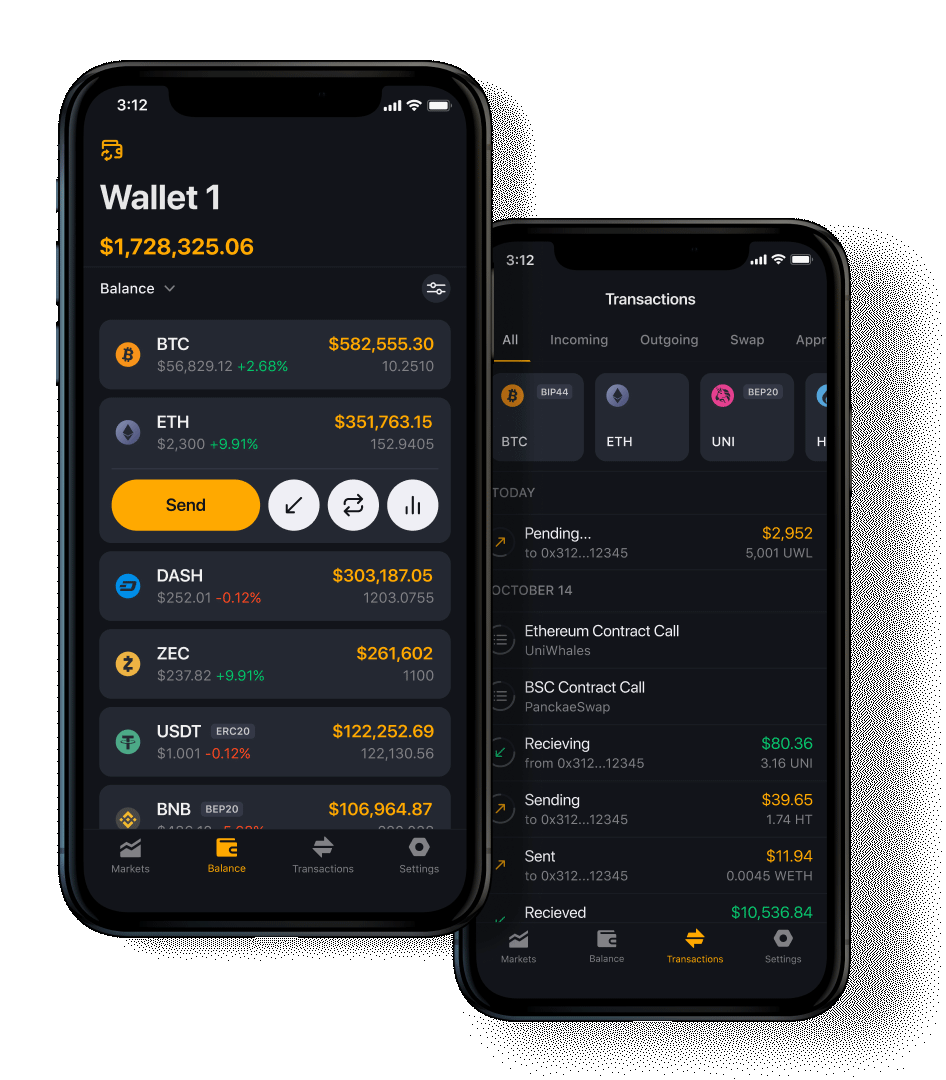 3:12
Wallet 1
$1,728,325.06
Balance
BTC $582,555.30
$56,829.12 +2.68% 10.2510
ETH $351,763.15
$2,300 +9.91% 152.9405
Send
DASH $303,187.05
$252.01 -0.12% 1203.0755
ZEC $261,602
$237.82 +9.91% 1100
USDT ERC20 $122,252.69
$1.001 -0.12% 122,130.56
BNB BEP20 $106,964.87
Markets Balance Transactions Settings
3:12
Transactions
All Incoming Outgoing Swap Appr
BIP44 BEP20
BTC ETH UNI H
TODAY
Pending... $2,952
to 0x312...12345 5,001 UWL
OCTOBER 14
Ethereum Contract Call
UniWhales
BSC Contract Call
PanckaeSwap
Recieving $80.36
from 0x312...12345 3.16 UNI
Sending $39.65
to 0x312...12345 1.74 HT
Sent $11.94
to 0x312...12345 0.0045 WETH
Recieved $10,536.84
Markets Balance Transactions Settings